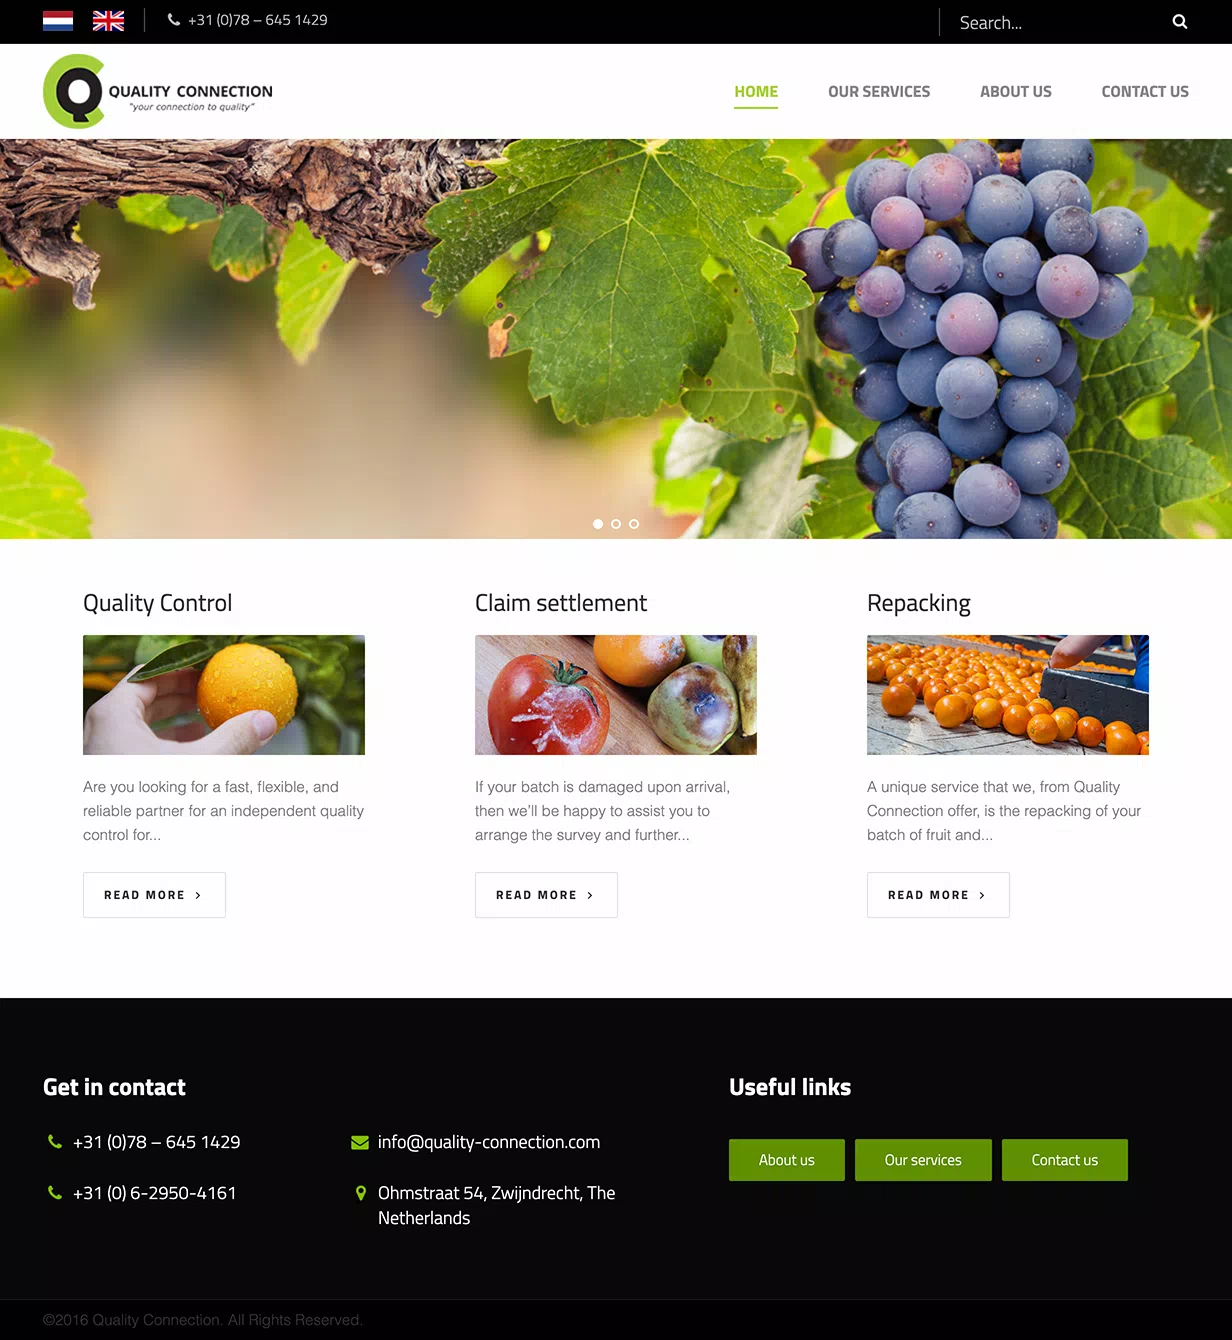 +31 (0)78 – 645 1429
Search...
QUALITY CONNECTION
"your connection to quality"
HOME
OUR SERVICES
ABOUT US
CONTACT US
Quality Control
Are you looking for a fast, flexible, and
reliable partner for an independent quality
control for...
READ MORE
Claim settlement
If your batch is damaged upon arrival,
then we'll be happy to assist you to
arrange the survey and further...
READ MORE
Repacking
A unique service that we, from Quality
Connection offer, is the repacking of your
batch of fruit and...
READ MORE
Get in contact
+31 (0)78 – 645 1429
+31 (0) 6-2950-4161
info@quality-connection.com
Ohmstraat 54, Zwijndrecht, The
Netherlands
Useful links
About us
Our services
Contact us
©2016 Quality Connection. All Rights Reserved.